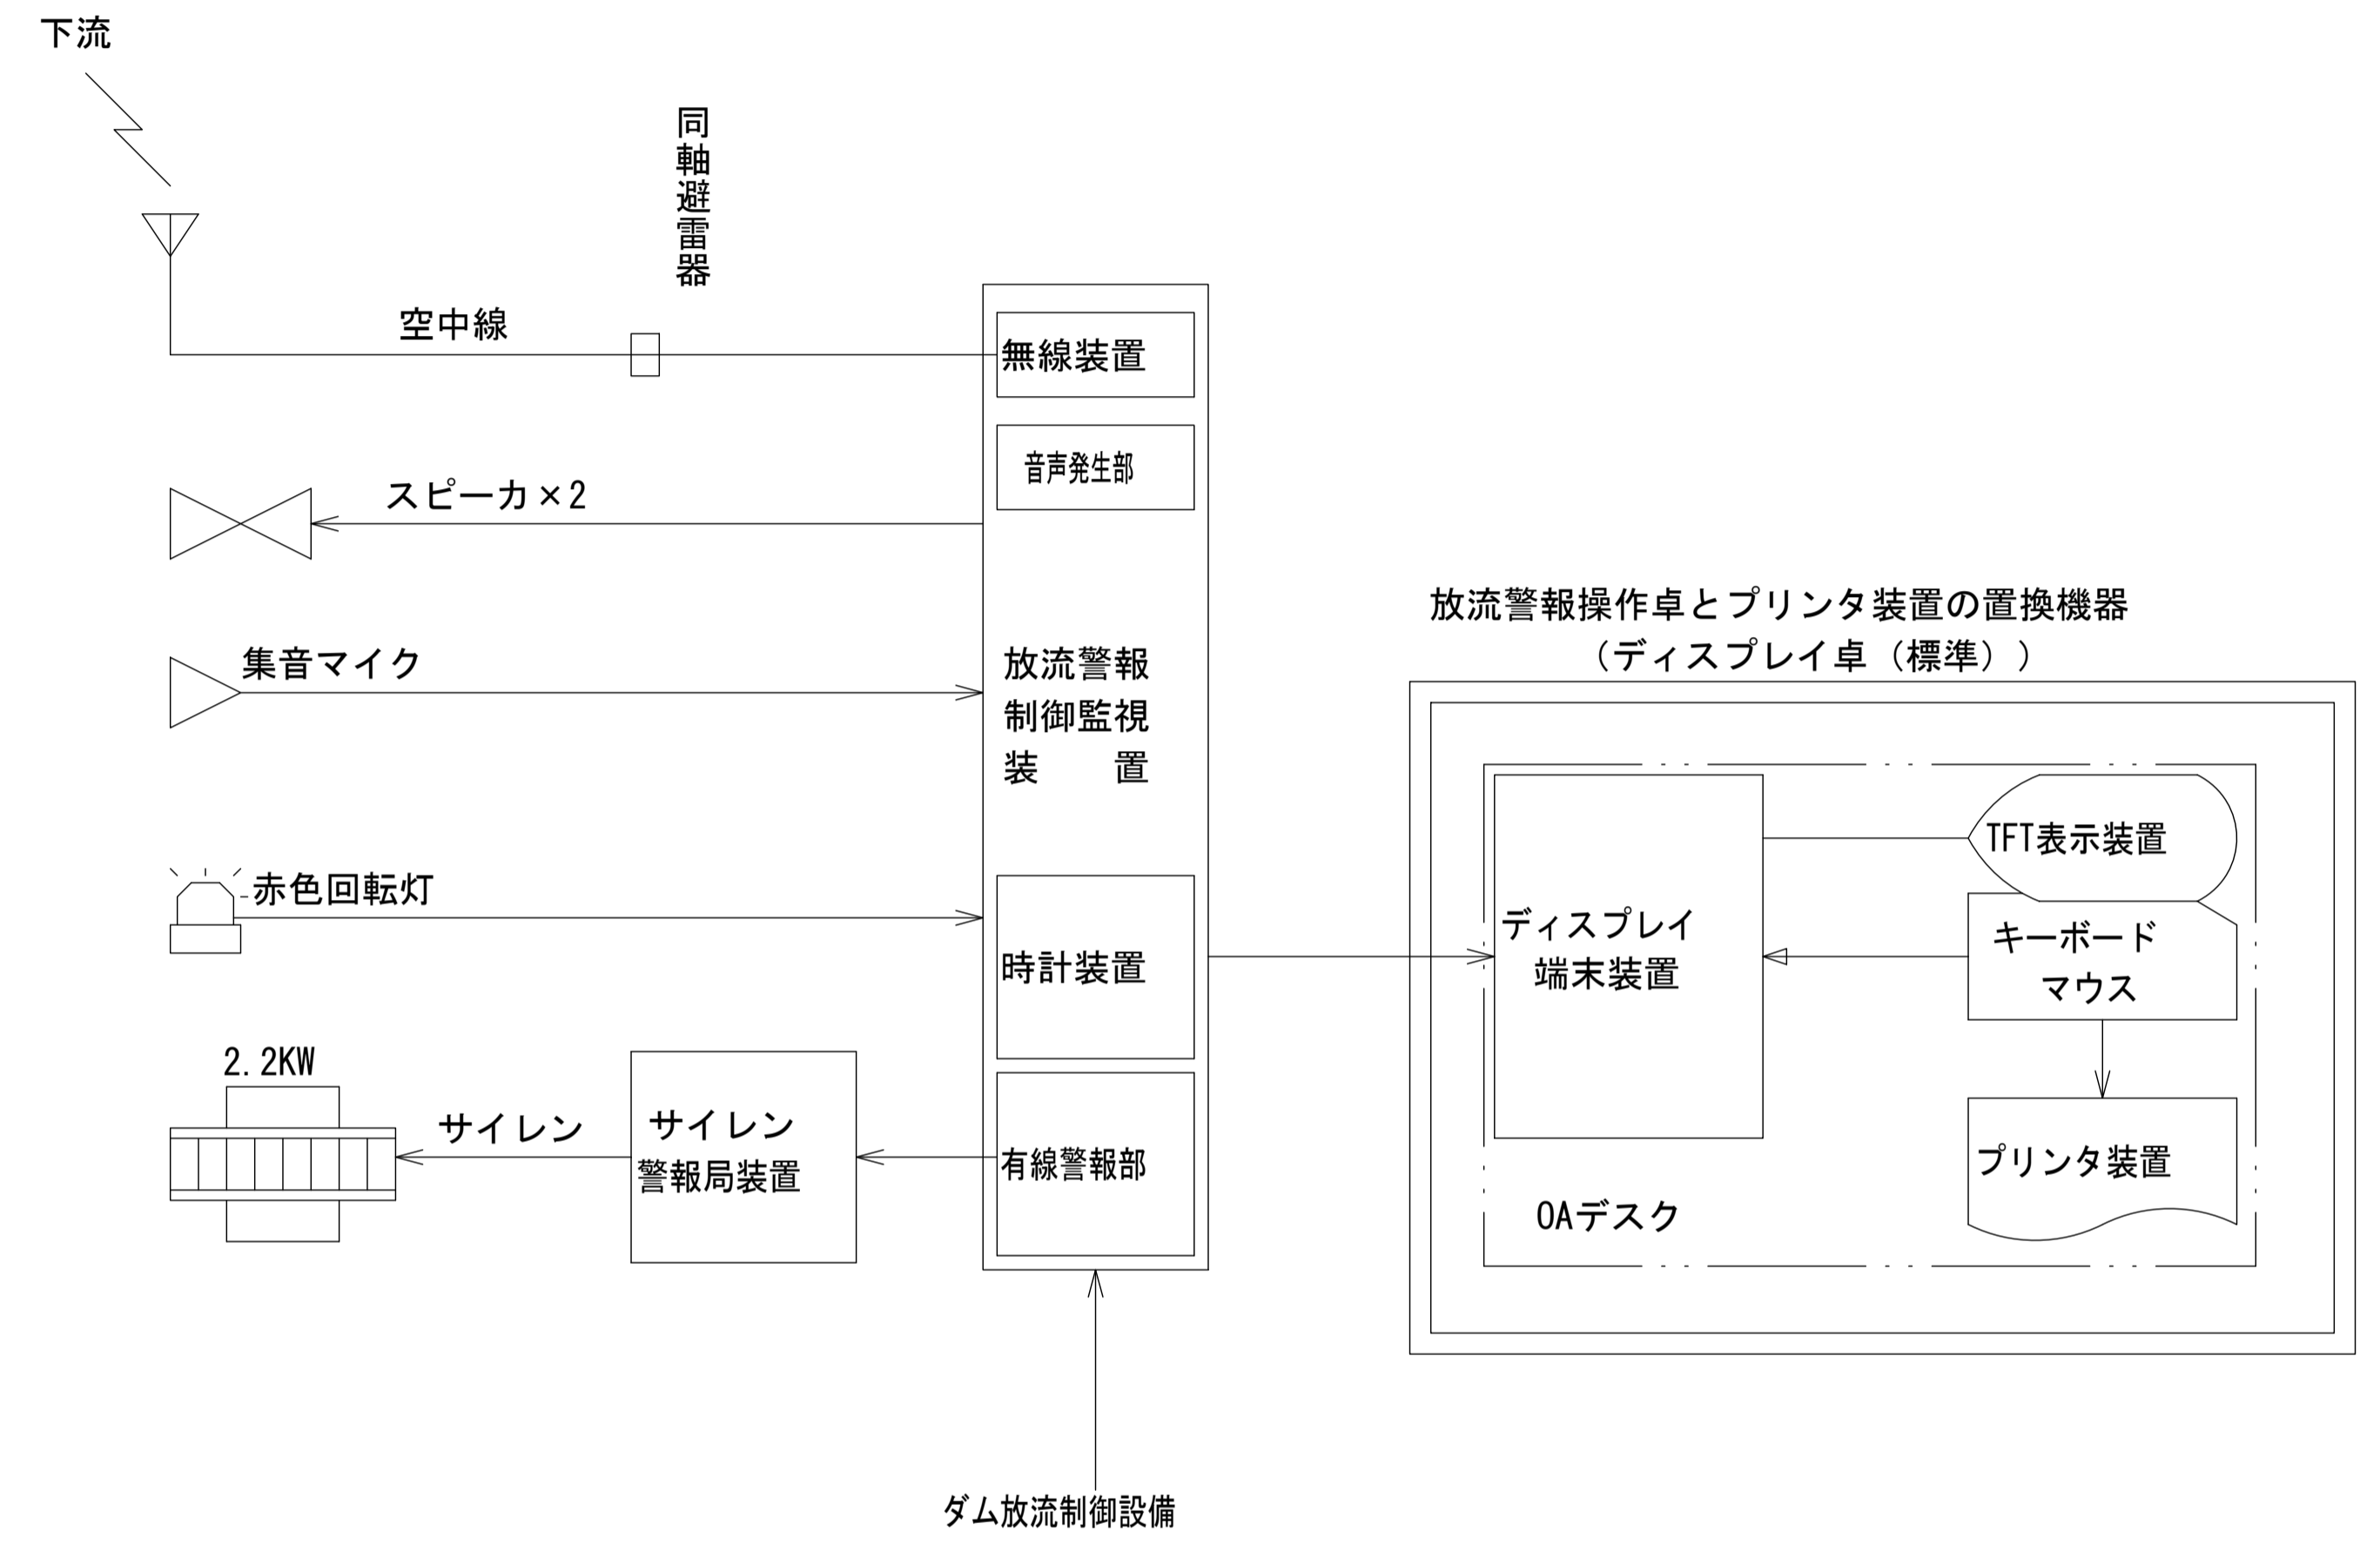 下流
同軸避雷器
空中線
無線装置
音声発生部
スピーカ×2
放流警報操作卓とプリンタ装置の置換機器
（ディスプレイ卓（標準））
集音マイク
放流警報
制御監視
装　　置
TFT表示装置
赤色回転灯
ディスプレイ
端末装置
キーボード
マウス
時計装置
2.2KW
サイレン
サイレン
警報局装置
有線警報部
プリンタ装置
OAデスク
ダム放流制御設備